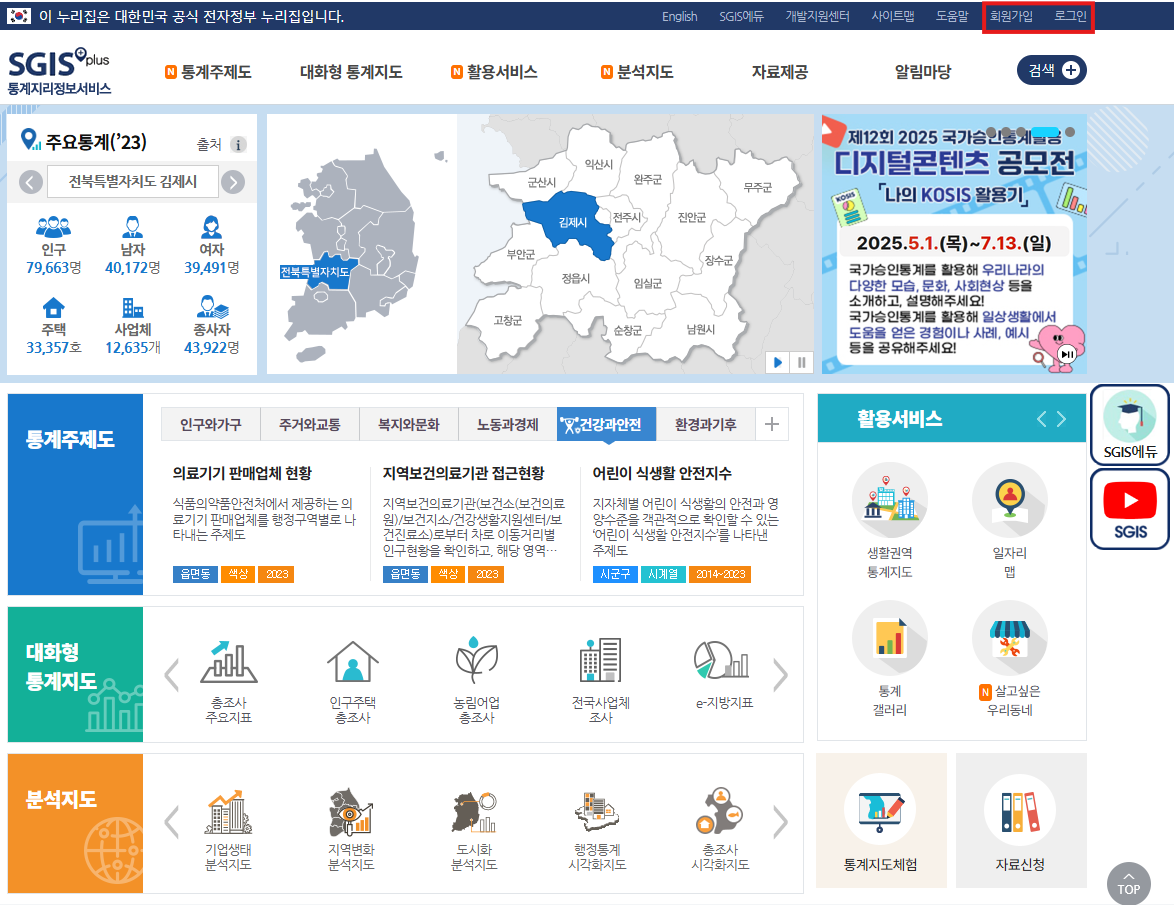 이 누리집은 대한민국 공식 전자정부 누리집입니다.
English SGIS에듀 개발지원센터 사이트맵 도움말 회원가입 로그인
SGIS plus
통계지리정보서비스
N 통계주제도 대화형 통계지도 N 활용서비스 N 분석지도 자료제공 알림마당 검색
주요통계('23) 출처 i
전북특별자치도 김제시
인구 남자 여자
79,663명 40,172명 39,491명
주택 사업체 종사자
33,357호 12,635개 43,922명
전북특별자치도
익산시
군산시
완주군
무주군
김제시
전주시
진안군
부안군
장수군
정읍시
임실군
고창군
순창군
남원시
제12회 2025 국가승인통계활용
디지털콘텐츠 공모전
「나의 KOSIS 활용기」
KOSIS
2025.5.1.(목)~7.13.(일)
국가승인통계를 활용해 우리나라의
다양한 모습, 문화, 사회현상 등을
소개하고, 설명해주세요!
국가승인통계를 활용해 일상생활에서
도움을 얻은 경험이나 사례, 예시
등을 공유해주세요!
통계주제도
인구와가구 주거와교통 복지와문화 노동과경제 건강과안전 환경과기후
의료기기 판매업체 현황
식품의약품안전처에서 제공하는 의
료기기 판매업체를 행정구역별로 나
타내는 주제도
읍면동 색상 2023
지역보건의료기관 접근현황
지역보건의료기관(보건소(보건의료
원)/보건지소/건강생활지원센터/보
건진료소)로부터 차로 이동거리별
인구현황을 확인하고, 해당 영역…
읍면동 색상 2023
어린이 식생활 안전지수
지자체별 어린이 식생활의 안전과 영
양수준을 객관적으로 확인할 수 있는
'어린이 식생활 안전지수'를 나타낸
주제도
시군구 시계열 2014~2023
활용서비스
생활권역
통계지도
일자리
맵
통계
갤러리
N 살고싶은
우리동네
SGIS에듀
SGIS
대화형
통계지도
총조사
주요지표
인구주택
총조사
농림어업
총조사
전국사업체
조사
e-지방지표
분석지도
기업생태
분석지도
지역변화
분석지도
도시화
분석지도
행정통계
시각화지도
총조사
시각화지도
통계지도체험
자료신청
TOP